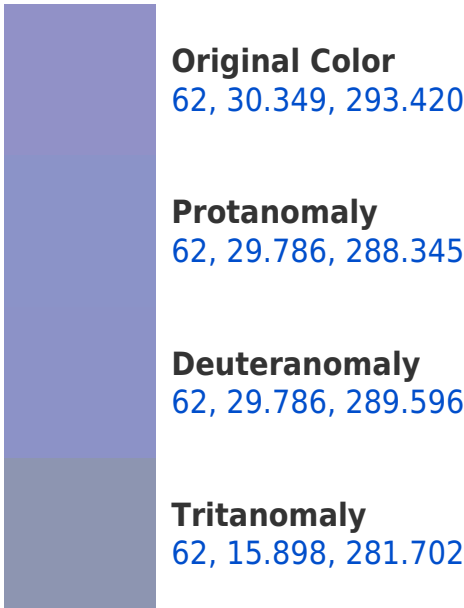 Original Color
62, 30.349, 293.420
Protanomaly
62, 29.786, 288.345
Deuteranomaly
62, 29.786, 289.596
Tritanomaly
62, 15.898, 281.702